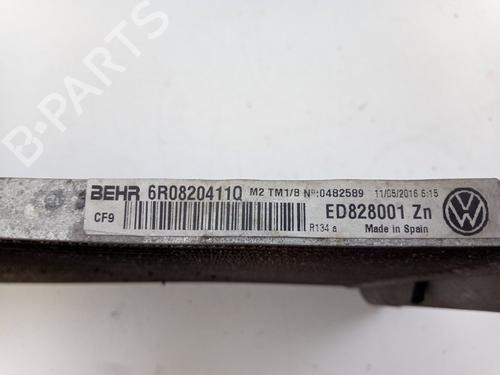 BEHR 6R0820411Q M2 TM1/B Nº:0482589 11/05/2016 6:15
CF9 R134 a ED828001 Zn Made in Spain
B-PARTS